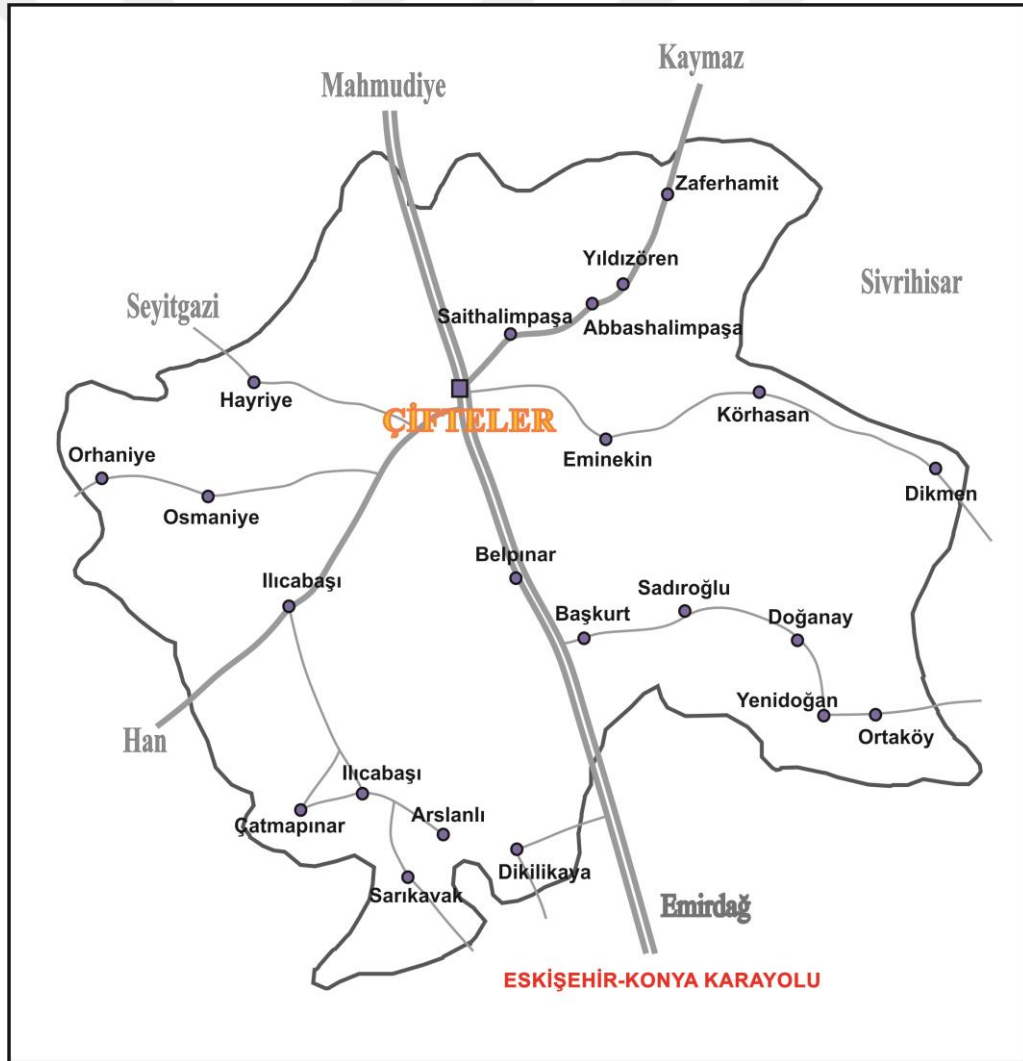 Kaymaz
Mahmudiye
Zaferhamit
Yıldızören
Sivrihisar
Seyitgazi
Saithalimpaşa
Abbashalimpaşa
Hayriye
ÇİFTELER
Körhasan
Orhaniye
Eminekin
Dikmen
Osmaniye
Belpınar
Ilıcabaşı
Sadıroğlu
Başkurt
Doğanay
Yenidoğan
Ortaköy
Han
Ilıcabaşı
Arslanlı
Çatmapınar
Dikilikaya
Sarıkavak
Emirdağ
ESKİŞEHİR-KONYA KARAYOLU